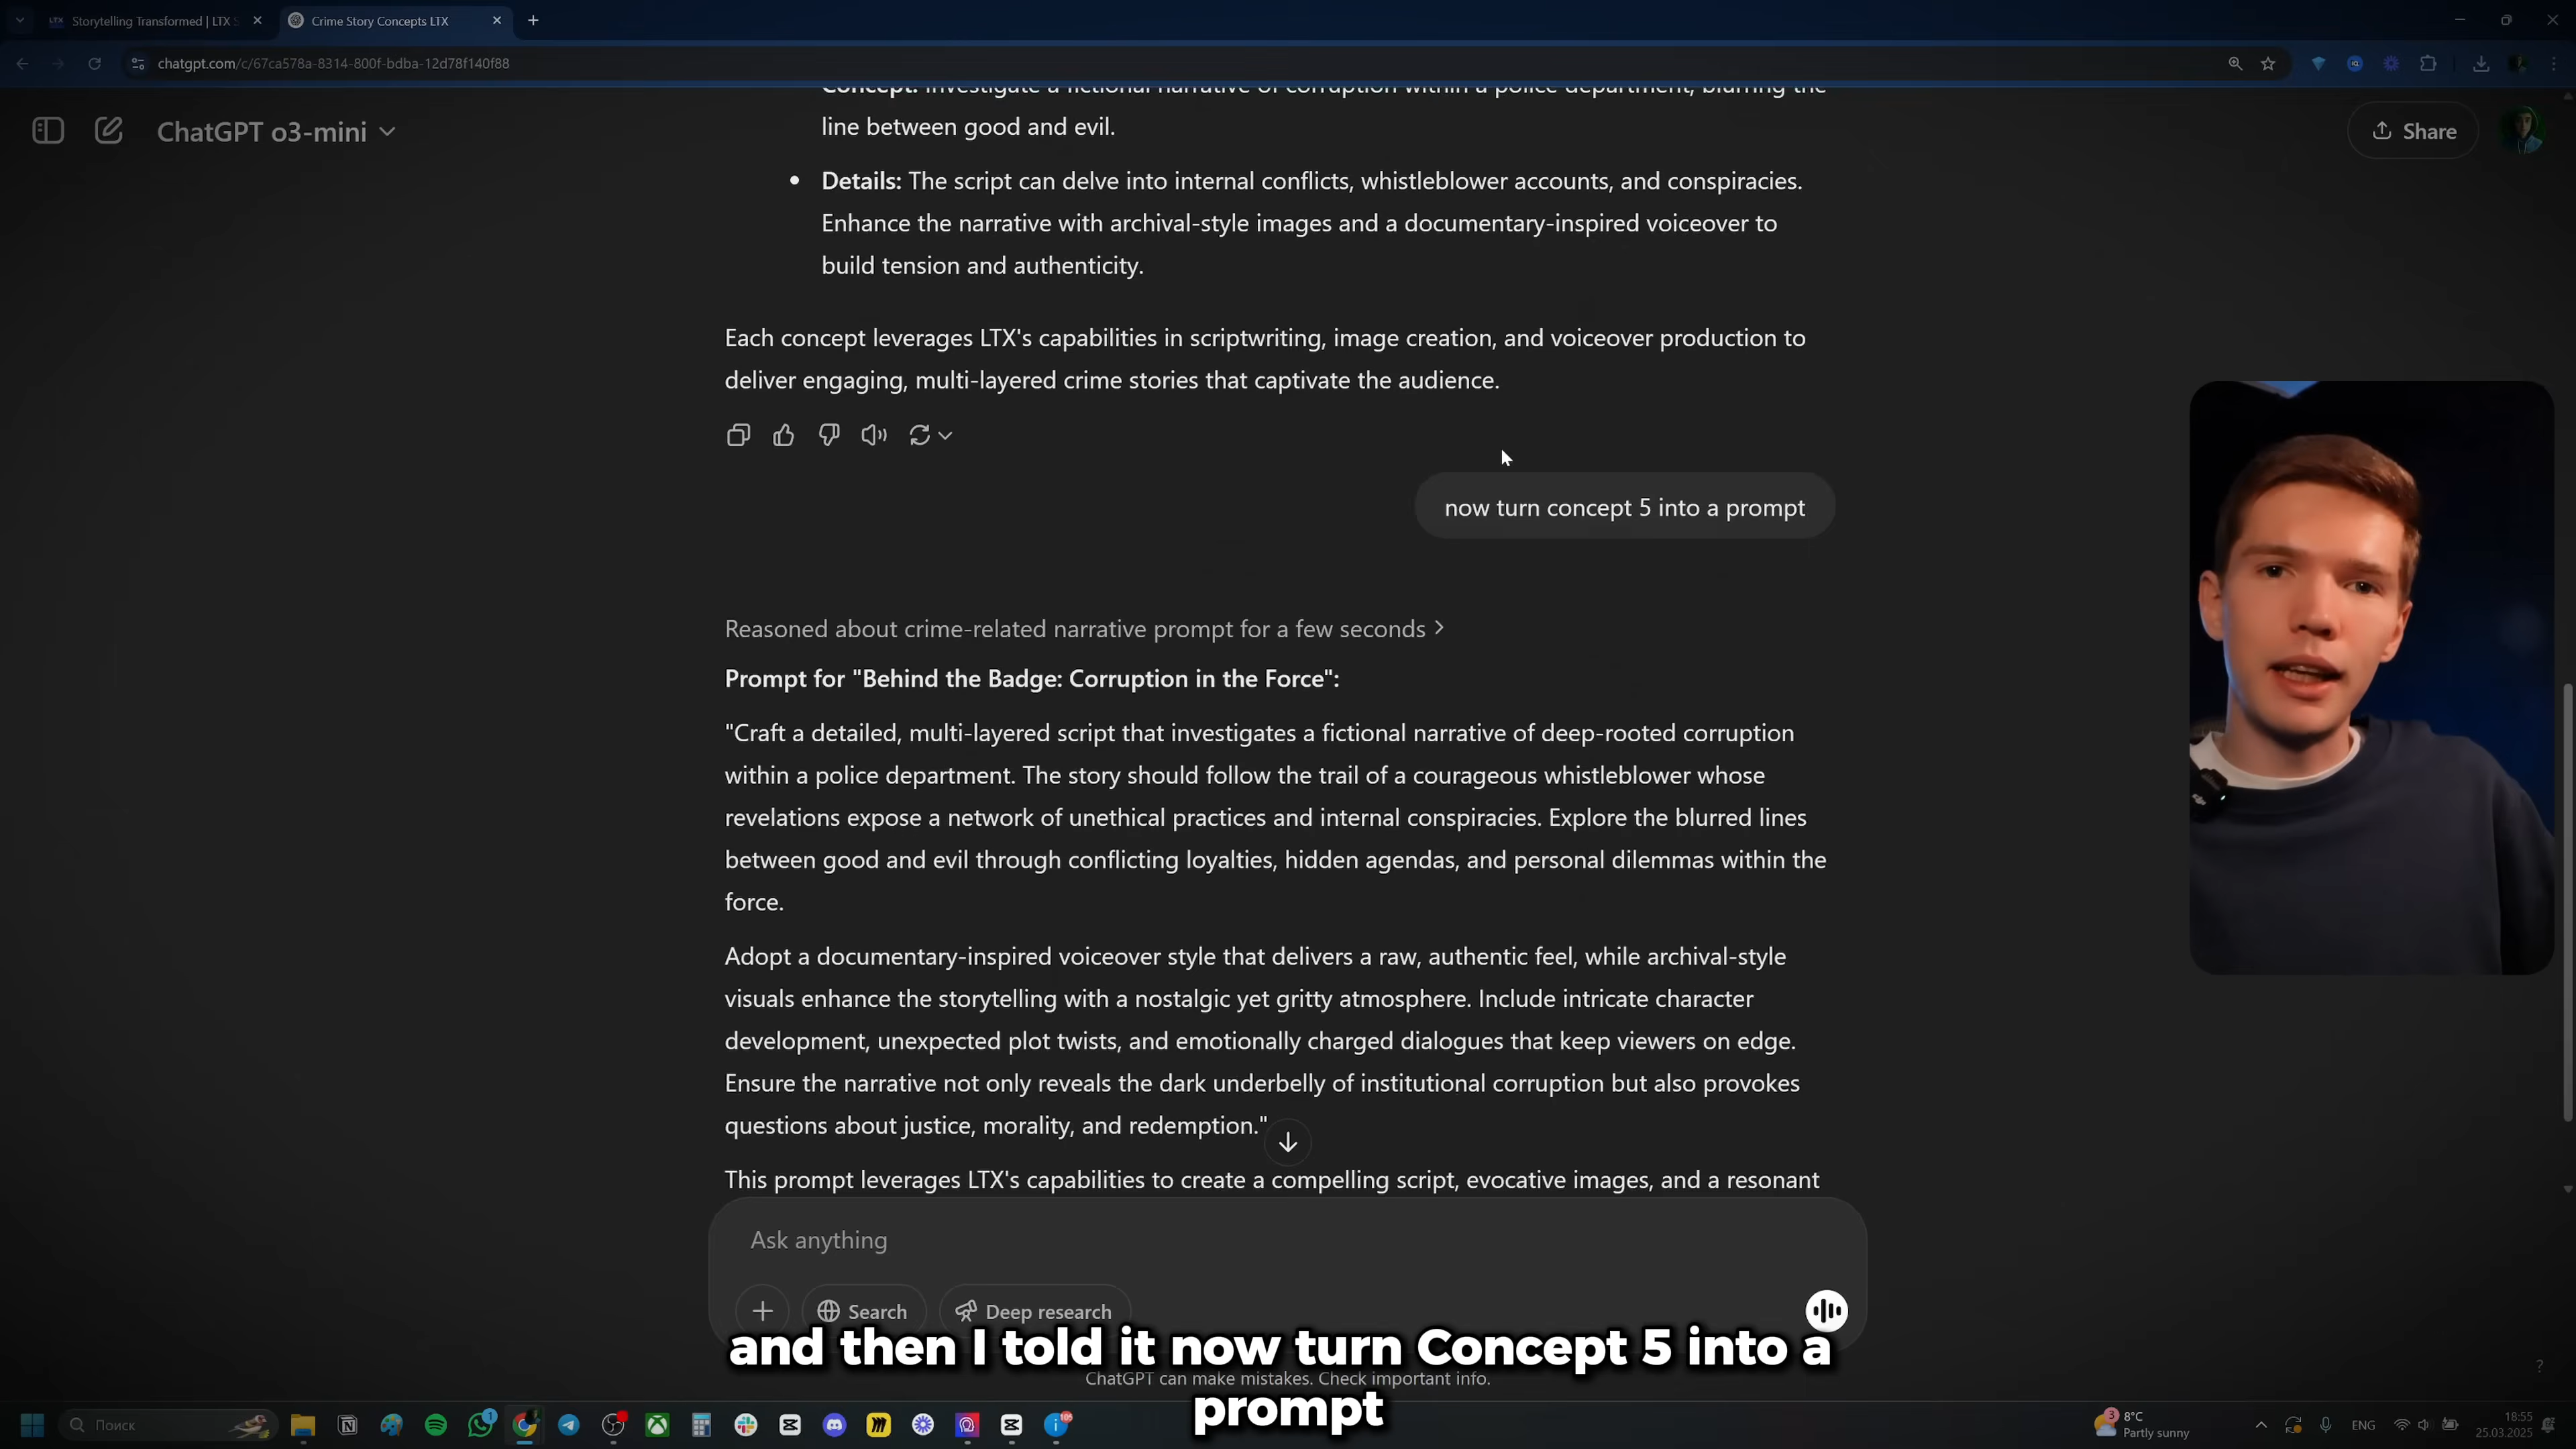 Storytelling Transformed | LTX S
Crime Story Concepts LTX
chatgpt.com/c/67ca578a-8314-800f-bdba-12d78f140f88
ChatGPT o3-mini
Share
Concept: Investigate a fictional narrative of corruption within a police department, blurring the
line between good and evil.
• Details: The script can delve into internal conflicts, whistleblower accounts, and conspiracies.
Enhance the narrative with archival-style images and a documentary-inspired voiceover to
build tension and authenticity.
Each concept leverages LTX's capabilities in scriptwriting, image creation, and voiceover production to
deliver engaging, multi-layered crime stories that captivate the audience.
now turn concept 5 into a prompt
Reasoned about crime-related narrative prompt for a few seconds
Prompt for "Behind the Badge: Corruption in the Force":
"Craft a detailed, multi-layered script that investigates a fictional narrative of deep-rooted corruption
within a police department. The story should follow the trail of a courageous whistleblower whose
revelations expose a network of unethical practices and internal conspiracies. Explore the blurred lines
between good and evil through conflicting loyalties, hidden agendas, and personal dilemmas within the
force.
Adopt a documentary-inspired voiceover style that delivers a raw, authentic feel, while archival-style
visuals enhance the storytelling with a nostalgic yet gritty atmosphere. Include intricate character
development, unexpected plot twists, and emotionally charged dialogues that keep viewers on edge.
Ensure the narrative not only reveals the dark underbelly of institutional corruption but also provokes
questions about justice, morality, and redemption."
This prompt leverages LTX's capabilities to create a compelling script, evocative images, and a resonant
Ask anything
Search
Deep research
and then I told it now turn Concept 5 into a
prompt
ChatGPT can make mistakes. Check important info.
?
Поиск
8°C
Partly sunny
ENG
18:55
25.03.2025